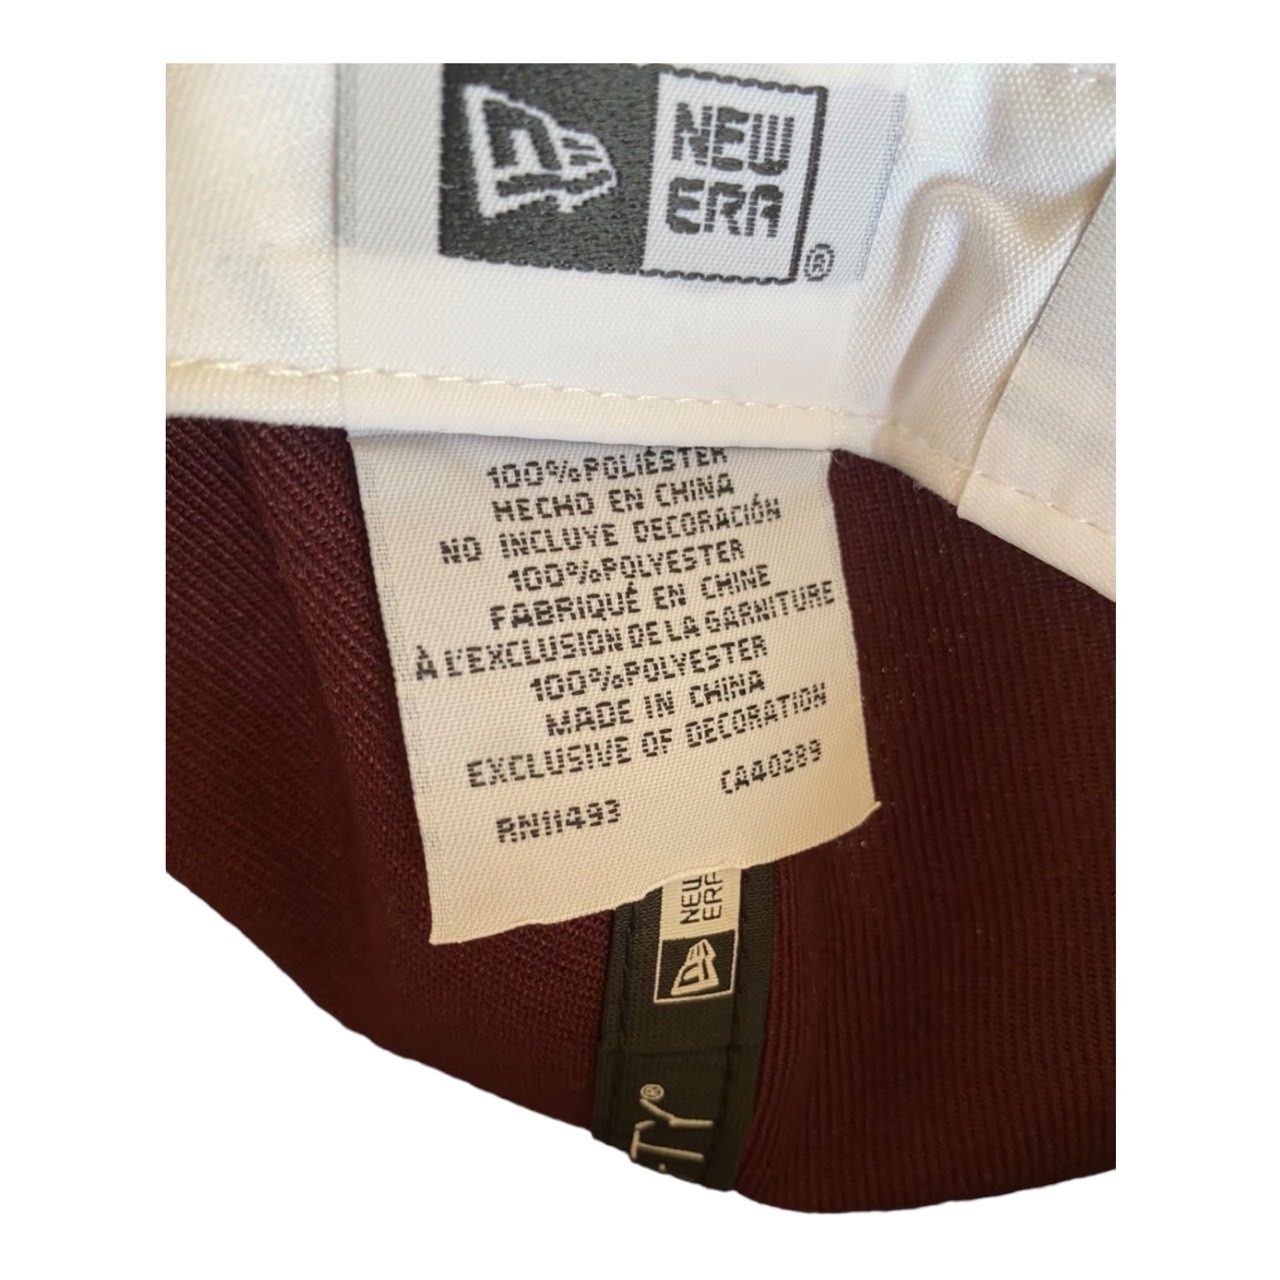 NEW
ERA
®
100%POLIÉSTER
HECHO EN CHINA
NO INCLUYE DECORACIÓN
100%POLYESTER
FABRIQUÉ EN CHINE
À L'EXCLUSION DE LA GARNITURE
100%POLYESTER
MADE IN CHINA
EXCLUSIVE OF DECORATION
RN11493 CA40289
NEW
ERA
TY®